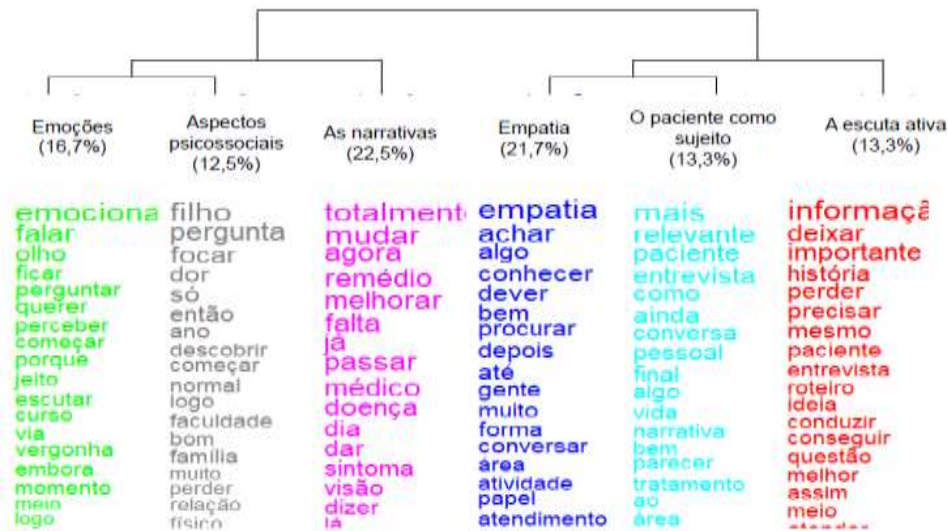 Emoções
(16,7%)
Aspectos
psicossociais
(12,5%)
As narrativas
(22,5%)
Empatia
(21,7%)
O paciente como
sujeito
(13,3%)
A escuta ativa
(13,3%)
emociona
falar
olho
ficar
perguntar
querer
perceber
começar
porque
jeito
escutar
curso
via
vergonha
embora
momento
meio
logo
filho
pergunta
focar
dor
só
então
ano
descobrir
começar
normal
logo
faculdade
bom
família
muito
perder
relação
físico
totalment
mudar
agora
remédio
melhorar
falta
já
passar
médico
doença
dia
dar
sintoma
visão
dizer
lá
empatia
achar
algo
conhecer
dever
bem
procurar
depois
até
gente
muito
forma
conversar
área
atividade
papel
atendimento
mais
relevante
paciente
entrevista
como
ainda
conversa
pessoal
final
algo
vida
narrativa
bem
parecer
tratamento
ao
área
informaçã
deixar
importante
história
perder
precisar
mesmo
paciente
entrevista
roteiro
ideia
conduzir
conseguir
questão
melhor
assim
meio